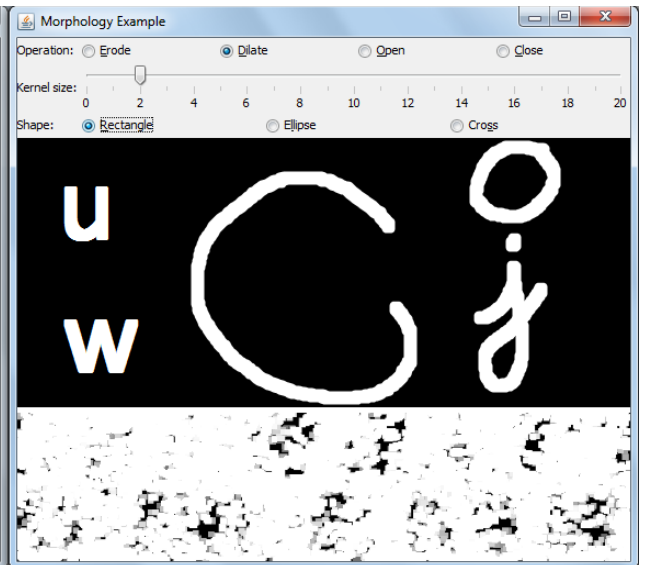 Morphology Example
Operation: Erode Dilate Open Close
Kernel size:
0 2 4 6 8 10 12 14 16 18 20
Shape: Rectangle Ellipse Cross
u
w
j